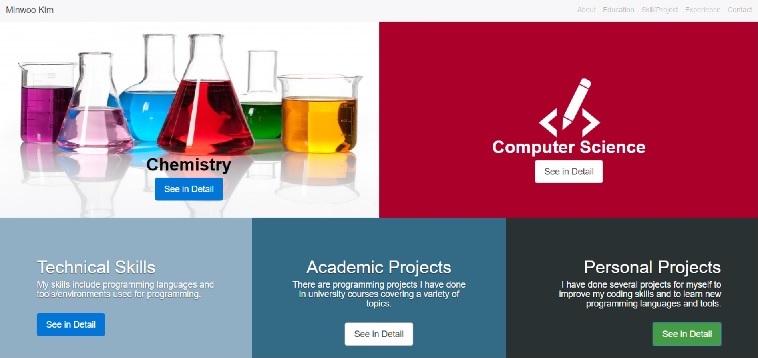 Minwoo Kim
About Education Skill/Project Experience Contact
Chemistry
See in Detail
Computer Science
See in Detail
Technical Skills
My skills include programming languages and
tools/environments used for programming.
See in Detail
Academic Projects
There are programming projects I have done
in university courses covering a variety of
topics.
See in Detail
Personal Projects
I have done several projects for myself to
improve my coding skills and to learn new
programming languages and tools.
See in Detail